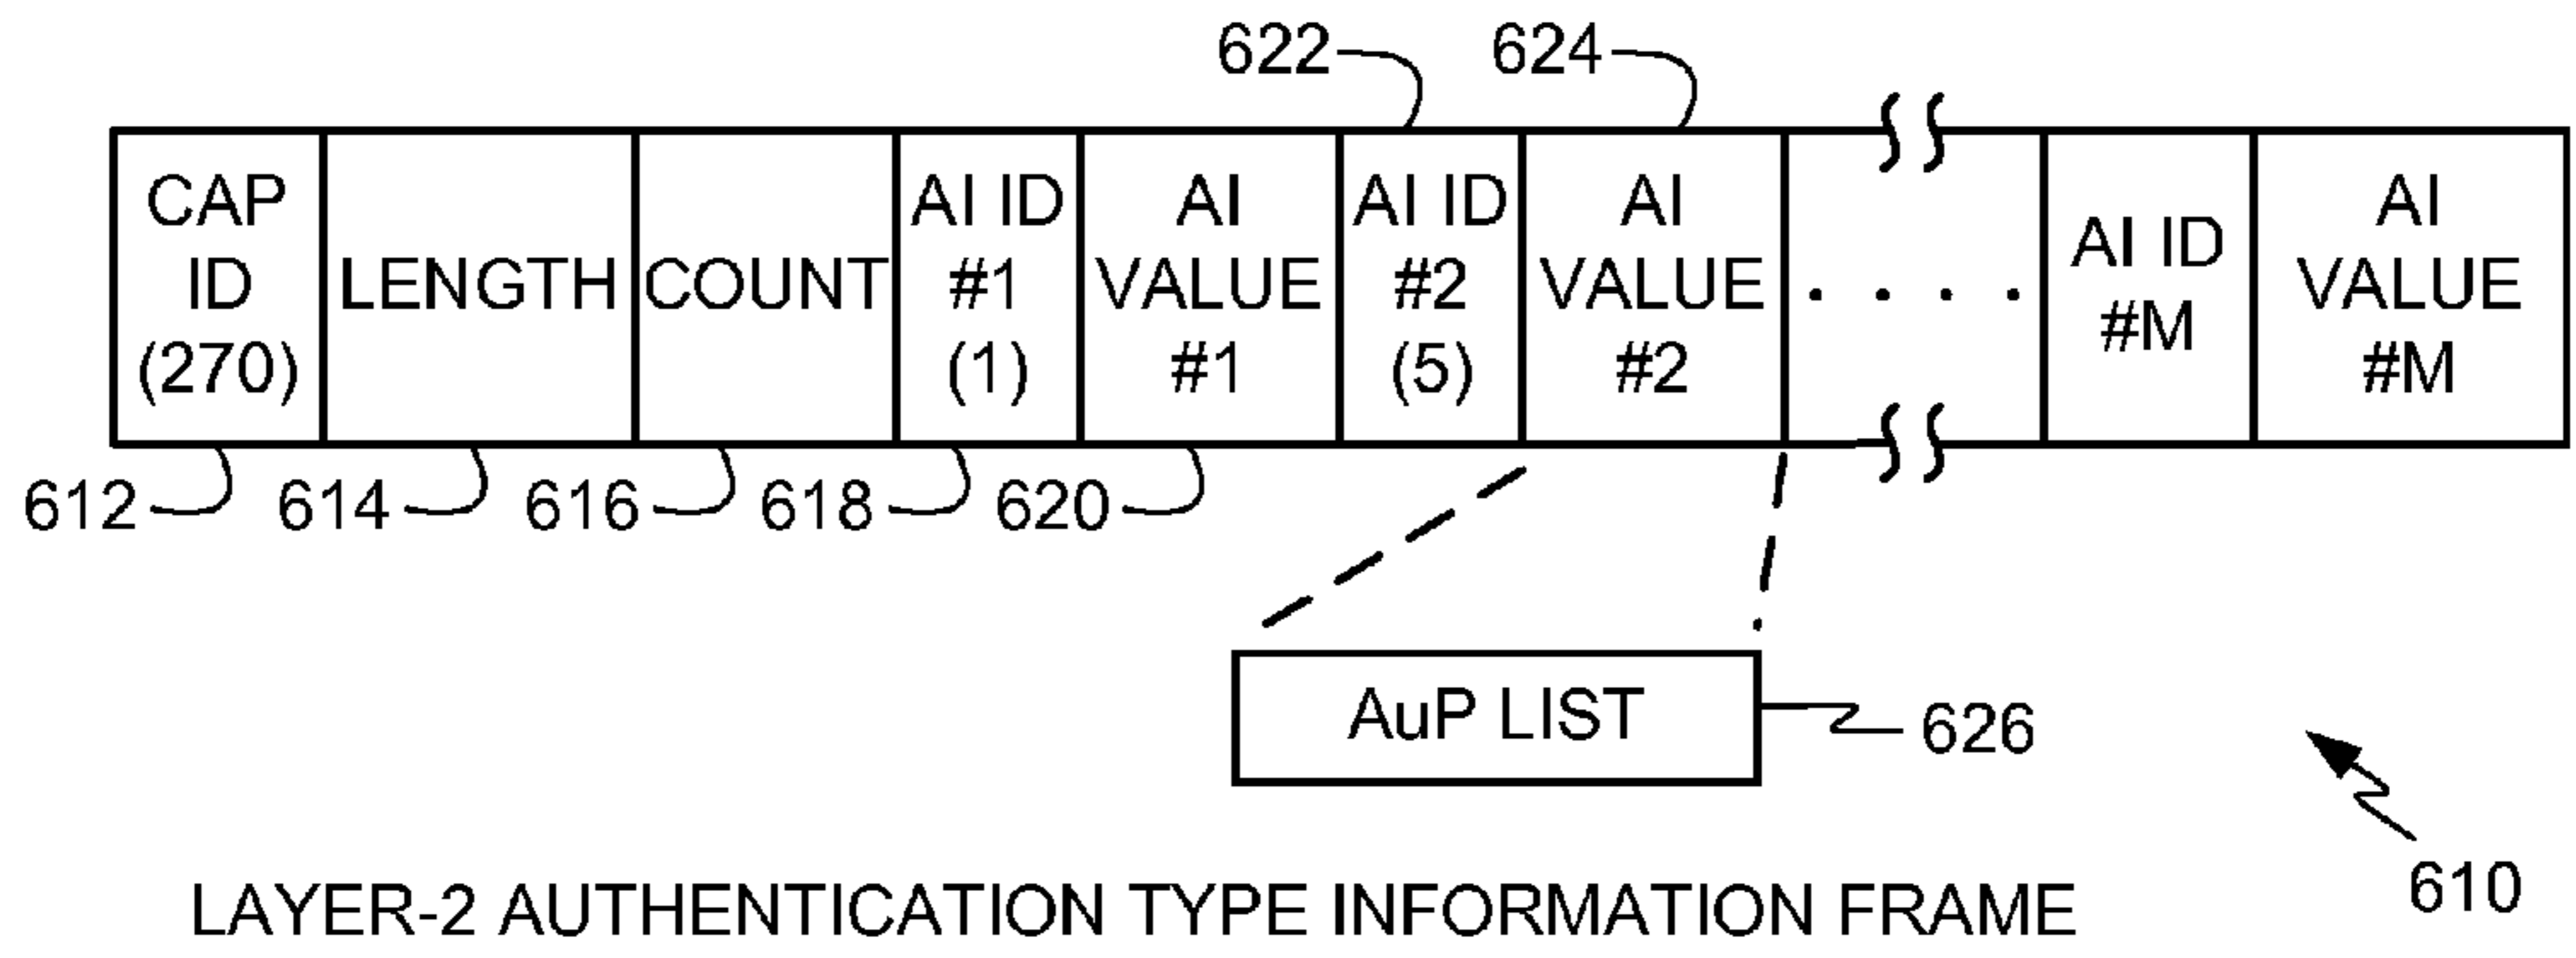 622 624
CAP
ID
(270)
LENGTH
COUNT
AI ID
#1
(1)
AI
VALUE
#1
AI ID
#2
(5)
AI
VALUE
#2
. . . .
AI ID
#M
AI
VALUE
#M
612 614 616 618 620
AuP LIST
626
610
LAYER-2 AUTHENTICATION TYPE INFORMATION FRAME